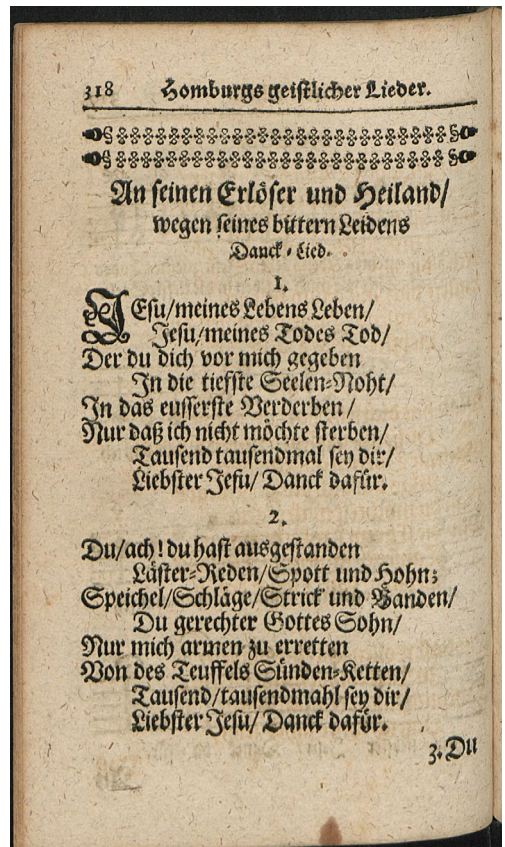 318 Homburgs geistlicher Lieder.
An seinen Erlöser und Heiland/
wegen seines bittern Leidens
Danck-Lied.
1.
JEsu/meines Lebens Leben/
Jesu/meines Todes Tod/
Der du dich vor mich gegeben
In die tieffste Seelen-Noht/
In das eusserste Verderben/
Nur daß ich nicht möchte sterben/
Tausend tausendmal sey dir/
Liebster Jesu/ Danck dafür.
2.
Du/ach! du hast ausgestanden
Läster-Reden/Spott und Hohn;
Speichel/Schläge/Strick und Banden/
Du gerechter Gottes Sohn/
Nur mich armen zu erretten
Von des Teuffels Sünden-Ketten/
Tausend/tausendmahl sey dir/
Liebster Jesu/ Danck dafür.
3. Du